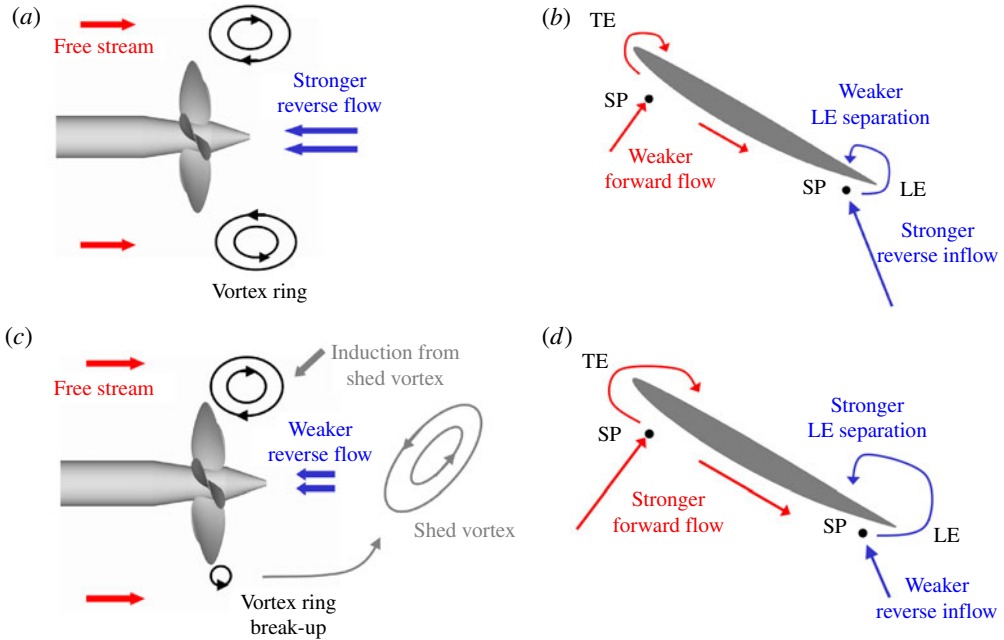 (a)
Free stream
Stronger
reverse flow
Vortex ring
(b)
TE
SP
Weaker
LE separation
Weaker
forward flow
SP
LE
Stronger
reverse inflow
(c)
Free stream
Induction from
shed vortex
Weaker
reverse flow
Shed vortex
Vortex ring
break-up
(d)
TE
Stronger
LE separation
SP
Stronger
forward flow
SP
LE
Weaker
reverse inflow